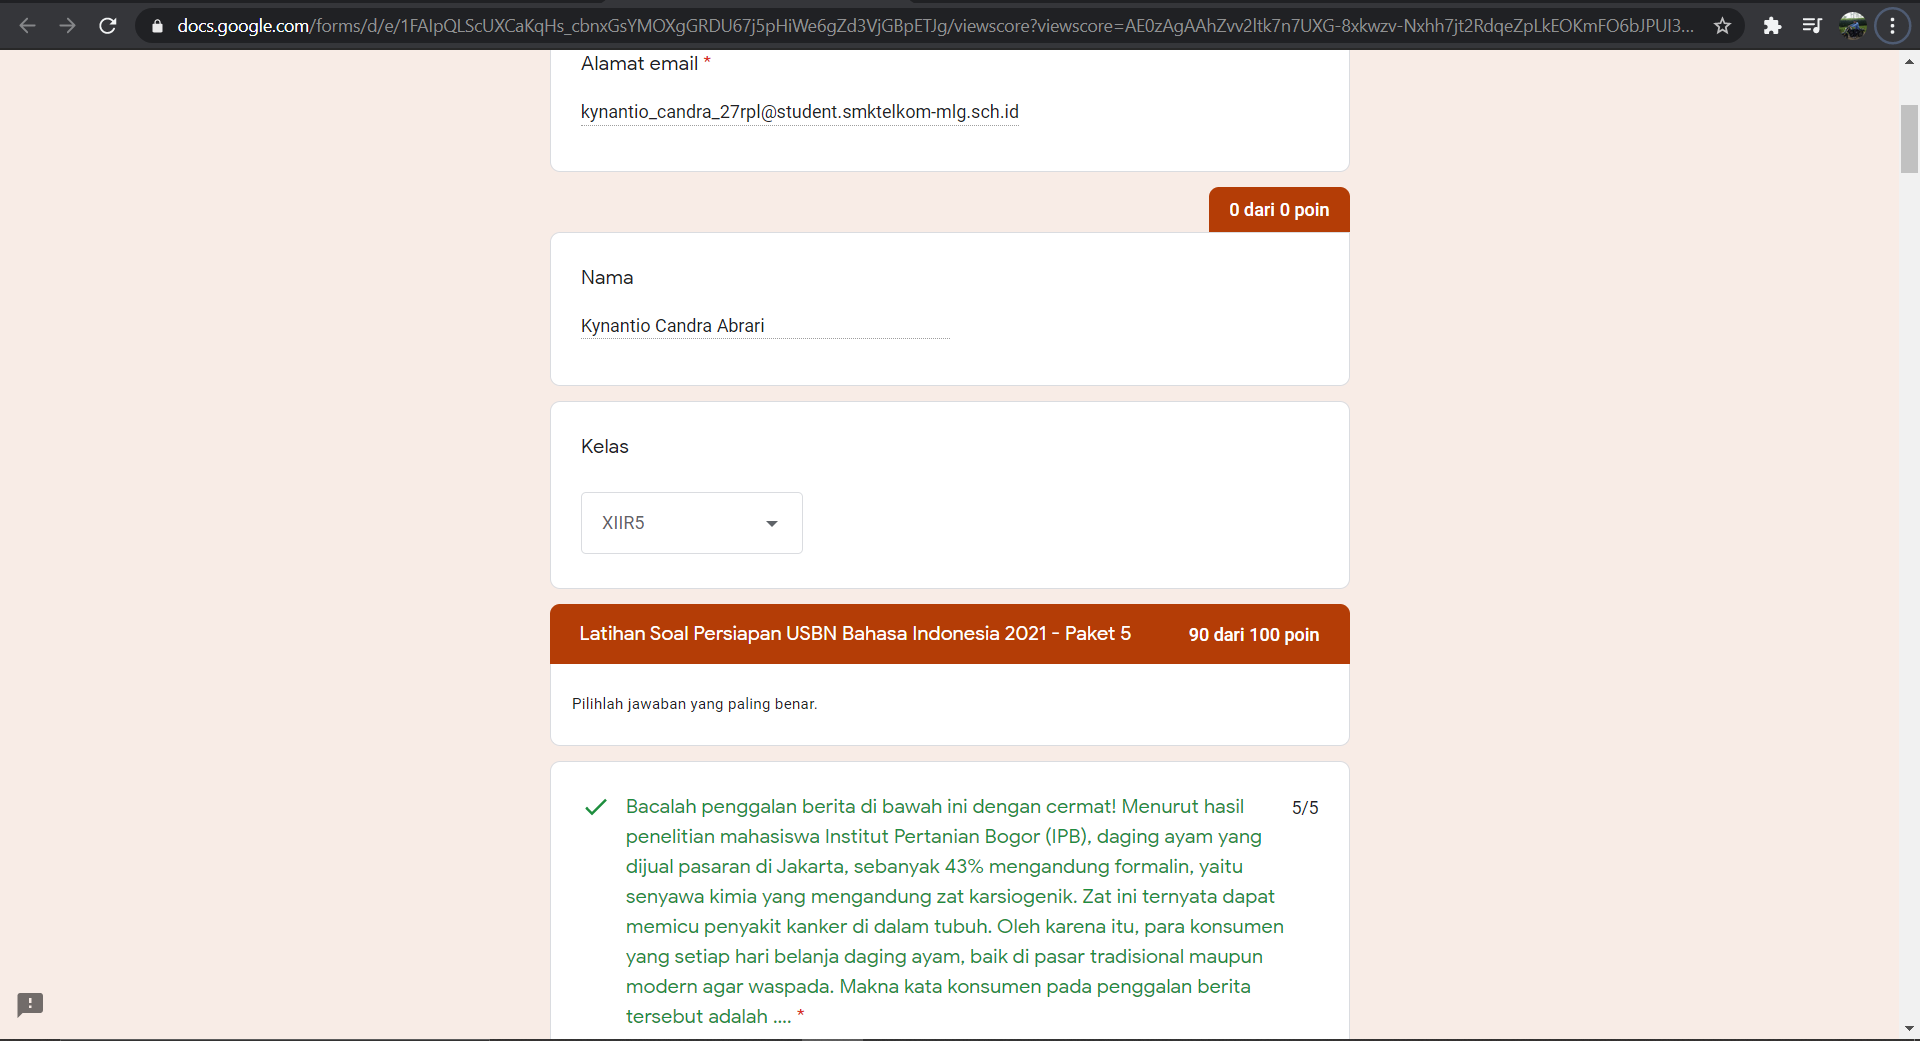 docs.google.com/forms/d/e/1FAIpQLScUXCaKqHs_cbnxGsYMOXgGRDU67j5pHiWe6gZd3VjGBpETJg/viewscore?viewscore=AE0zAgAAhZvv2ltk7n7UXG-8xkwzv-Nxhh7jt2RdqeZpLkEOKmFO6bJPUI3...
Alamat email *
kynantio_candra_27rpl@student.smktelkom-mlg.sch.id
0 dari 0 poin
Nama
Kynantio Candra Abrari
Kelas
XIIR5
Latihan Soal Persiapan USBN Bahasa Indonesia 2021 - Paket 5 90 dari 100 poin
Pilihlah jawaban yang paling benar.
Bacalah penggalan berita di bawah ini dengan cermat! Menurut hasil 5/5
penelitian mahasiswa Institut Pertanian Bogor (IPB), daging ayam yang
dijual pasaran di Jakarta, sebanyak 43% mengandung formalin, yaitu
senyawa kimia yang mengandung zat karsiogenik. Zat ini ternyata dapat
memicu penyakit kanker di dalam tubuh. Oleh karena itu, para konsumen
yang setiap hari belanja daging ayam, baik di pasar tradisional maupun
modern agar waspada. Makna kata konsumen pada penggalan berita
tersebut adalah .... *